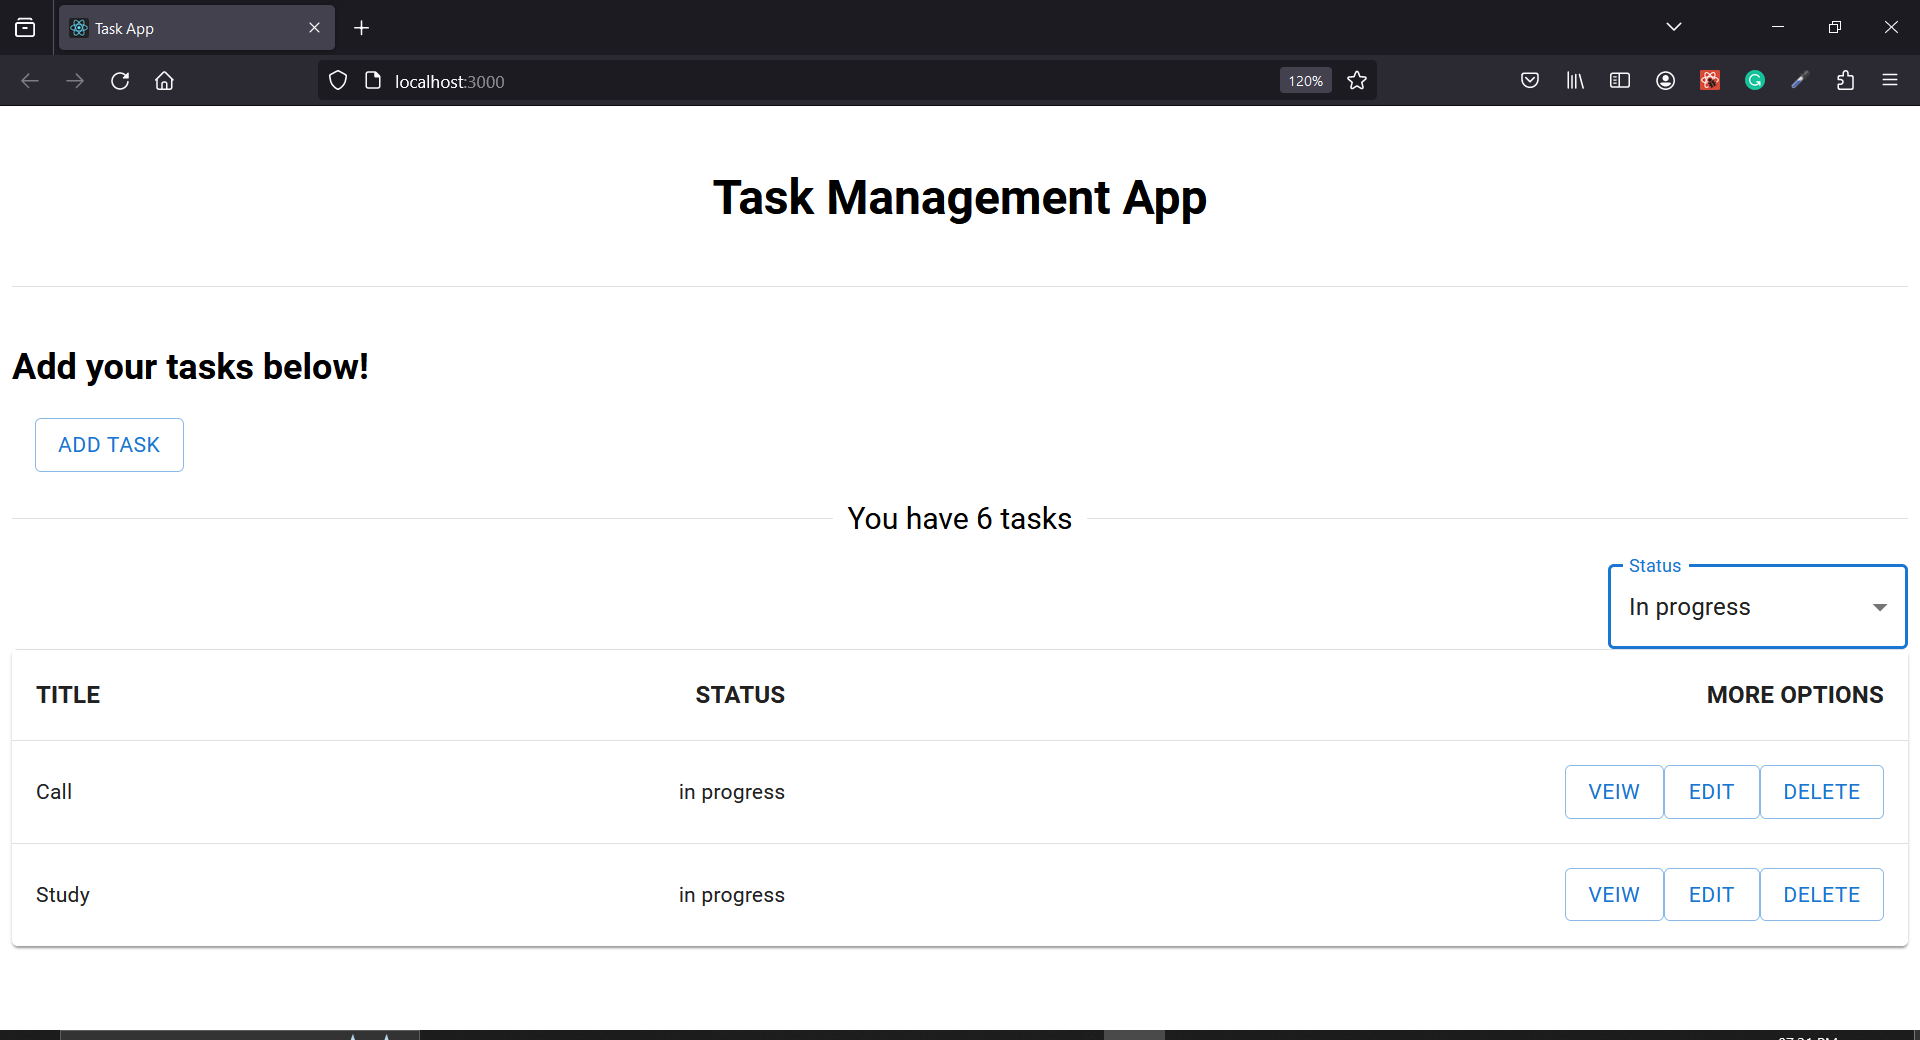 Task App
localhost:3000
120%
Task Management App
Add your tasks below!
ADD TASK
You have 6 tasks
Status
In progress
TITLE STATUS MORE OPTIONS
Call in progress VEIW EDIT DELETE
Study in progress VEIW EDIT DELETE